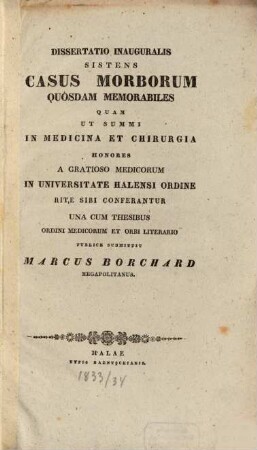 DISSERTATIO INAUGURALIS
SISTENS
CASUS MORBORUM
QUOSDAM MEMORABILES
QUAM
UT SUMMI
IN MEDICINA ET CHIRURGIA
HONORES
A GRATIOSO MEDICORUM
IN UNIVERSITATE HALENSI ORDINE
RITE SIBI CONFERANTUR
UNA CUM THESIBUS
ORDINI MEDICORUM ET ORBI LITERARIO
PUBLICE SUBMITTIT
MARCUS BORCHARD
MEGAPOLITANUS.
HALAE
TYPIS
1833/34